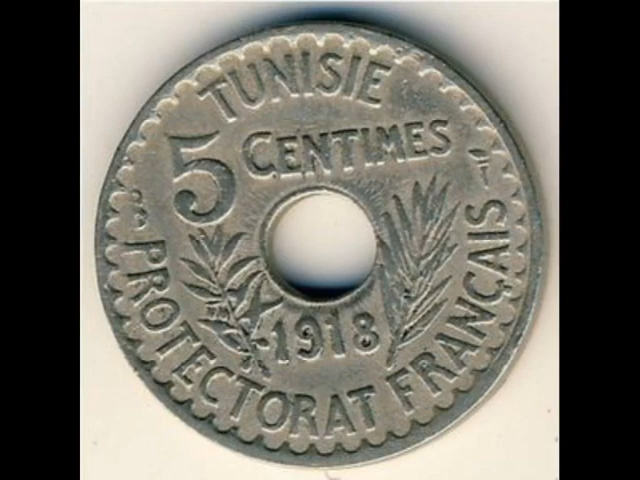 TUNISIE
5 CENTIMES
1918
PROTECTORAT FRANÇAIS